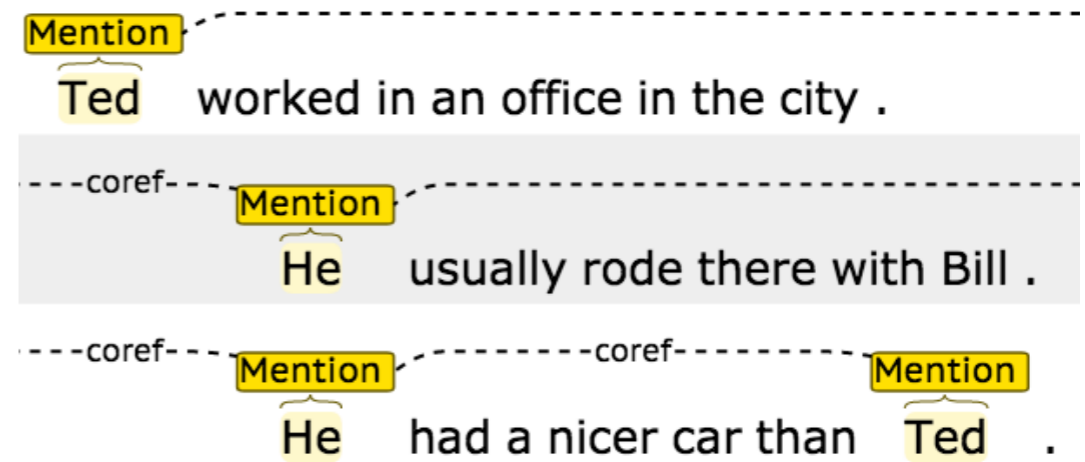 Mention
Ted worked in an office in the city .
coref Mention
He usually rode there with Bill .
coref Mention coref Mention
He had a nicer car than Ted .